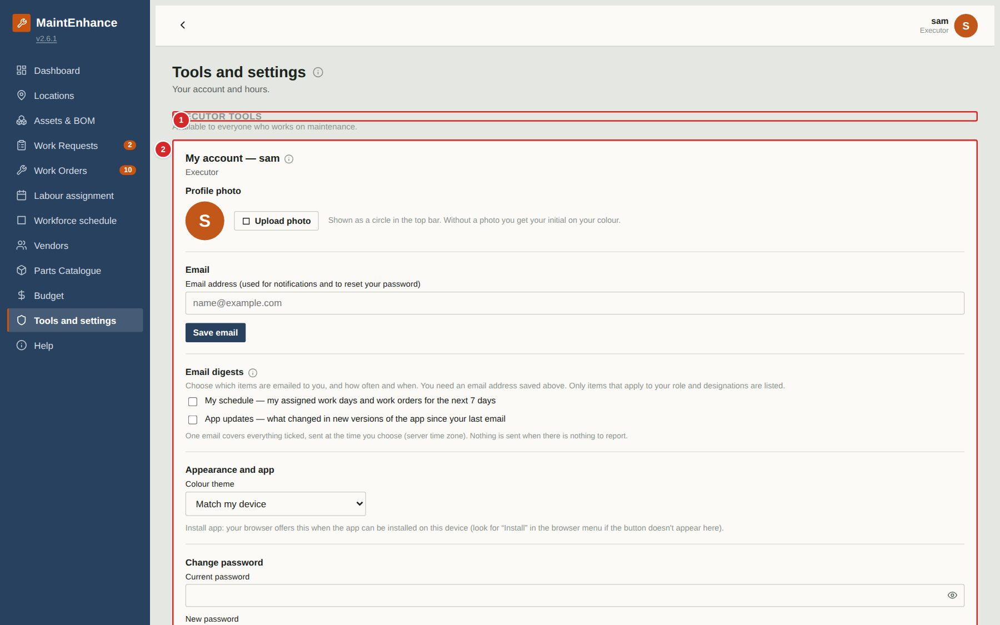 MaintEnhance
v2.6.1
Dashboard
Locations
Assets & BOM
Work Requests 2
Work Orders 10
Labour assignment
Workforce schedule
Vendors
Parts Catalogue
Budget
Tools and settings
Help
sam
Executor
S
Tools and settings
Your account and hours.
1
TOOLS
to everyone who works on maintenance.
2
My account — sam
Executor
Profile photo
S
Upload photo
Shown as a circle in the top bar. Without a photo you get your initial on your colour.
Email
Email address (used for notifications and to reset your password)
name@example.com
Save email
Email digests
Choose which items are emailed to you, and how often and when. You need an email address saved above. Only items that apply to your role and designations are listed.
My schedule — my assigned work days and work orders for the next 7 days
App updates — what changed in new versions of the app since your last email
One email covers everything ticked, sent at the time you choose (server time zone). Nothing is sent when there is nothing to report.
Appearance and app
Colour theme
Match my device
Install app: your browser offers this when the app can be installed on this device (look for “Install” in the browser menu if the button doesn't appear here).
Change password
Current password
New password